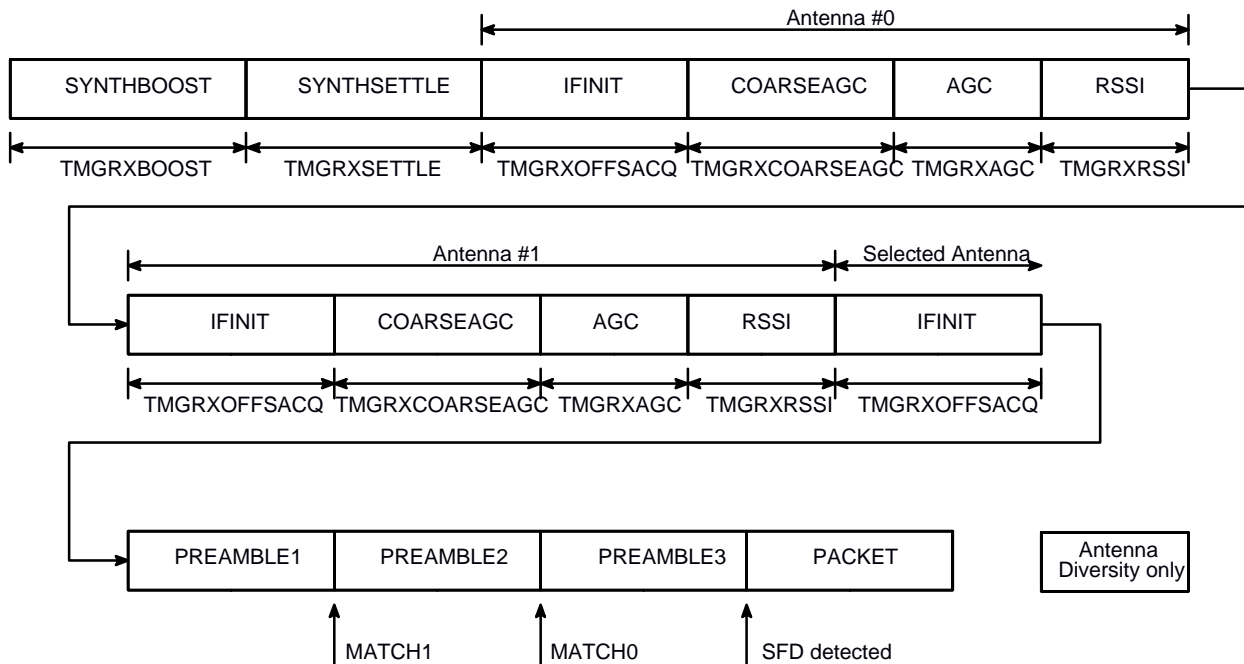 Antenna #0
SYNTHBOOST SYNTHSETTLE IFINIT COARSEAGC AGC RSSI
TMGRXBOOST TMGRXSETTLE TMGRXOFFSACQ TMGRXCOARSEAGC TMGRXAGC TMGRXRSSI
Antenna #1 Selected Antenna
IFINIT COARSEAGC AGC RSSI IFINIT
TMGRXOFFSACQ TMGRXCOARSEAGC TMGRXAGC TMGRXRSSI TMGRXOFFSACQ
PREAMBLE1 PREAMBLE2 PREAMBLE3 PACKET
Antenna
Diversity only
MATCH1 MATCH0 SFD detected